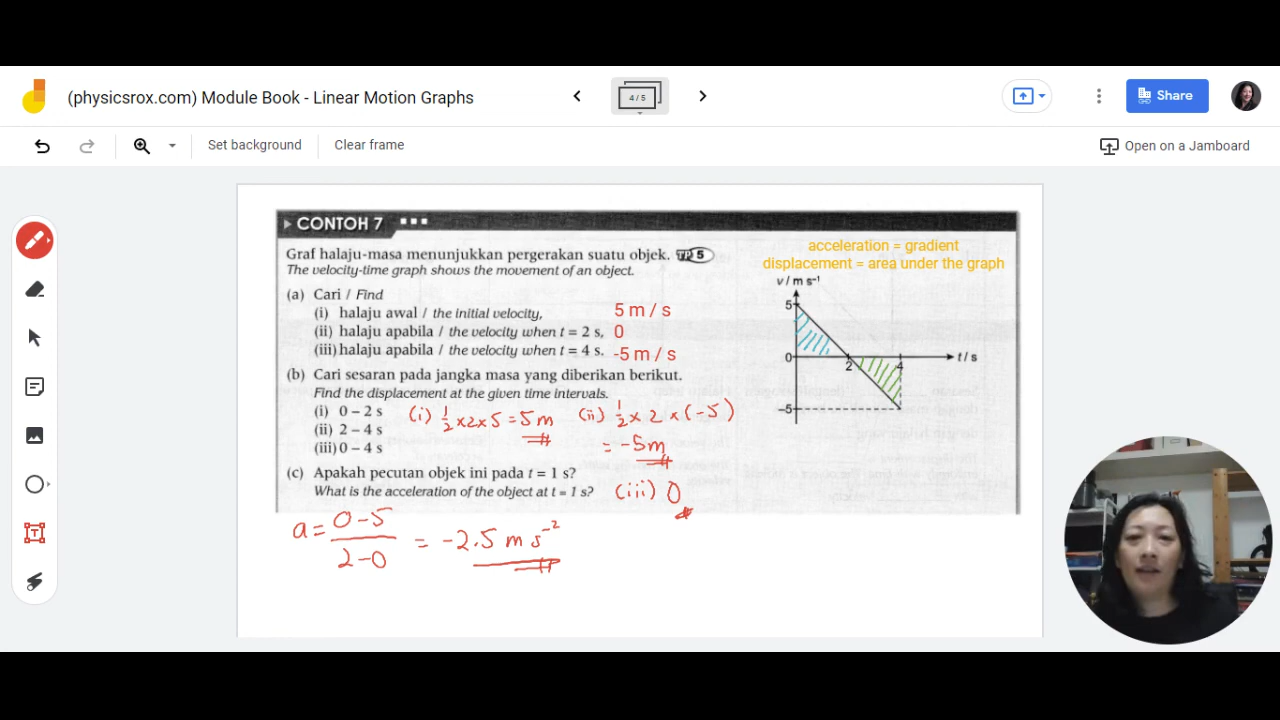 (physicsrox.com) Module Book - Linear Motion Graphs
4 / 5
Share
Set background
Clear frame
Open on a Jamboard
CONTOH 7
Graf halaju-masa menunjukkan pergerakan suatu objek. TP 5
The velocity-time graph shows the movement of an object.
(a) Cari / Find
(i) halaju awal / the initial velocity, 5 m / s
(ii) halaju apabila / the velocity when t = 2 s, 0
(iii) halaju apabila / the velocity when t = 4 s. -5 m / s
(b) Cari sesaran pada jangka masa yang diberikan berikut.
Find the displacement at the given time intervals.
(i) 0 – 2 s (i) 1/2 × 2 × 5 = 5 m (ii) 1/2 × 2 × (-5)
(ii) 2 – 4 s = -5 m
(iii) 0 – 4 s
(c) Apakah pecutan objek ini pada t = 1 s?
What is the acceleration of the object at t = 1 s? (iii) 0
a = 0-5 / 2-0 = -2.5 m s⁻²
acceleration = gradient
displacement = area under the graph
v / m s⁻¹
5
0
2
4
t / s
–5